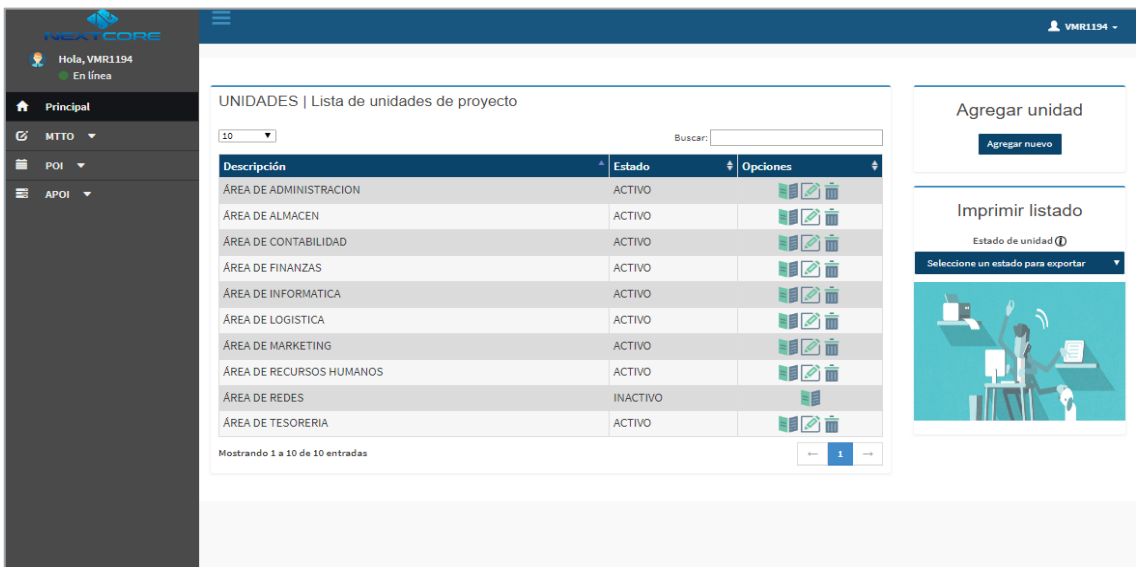 NEXTCORE
Hola, VMR1194
En línea
Principal
MTTO
POI
APOI
VMR1194
UNIDADES | Lista de unidades de proyecto
10
Buscar:
Descripción Estado Opciones
ÁREA DE ADMINISTRACION ACTIVO
ÁREA DE ALMACEN ACTIVO
ÁREA DE CONTABILIDAD ACTIVO
ÁREA DE FINANZAS ACTIVO
ÁREA DE INFORMATICA ACTIVO
ÁREA DE LOGISTICA ACTIVO
ÁREA DE MARKETING ACTIVO
ÁREA DE RECURSOS HUMANOS ACTIVO
ÁREA DE REDES INACTIVO
ÁREA DE TESORERIA ACTIVO
Mostrando 1 a 10 de 10 entradas
← 1 →
Agregar unidad
Agregar nuevo
Imprimir listado
Estado de unidad
Seleccione un estado para exportar